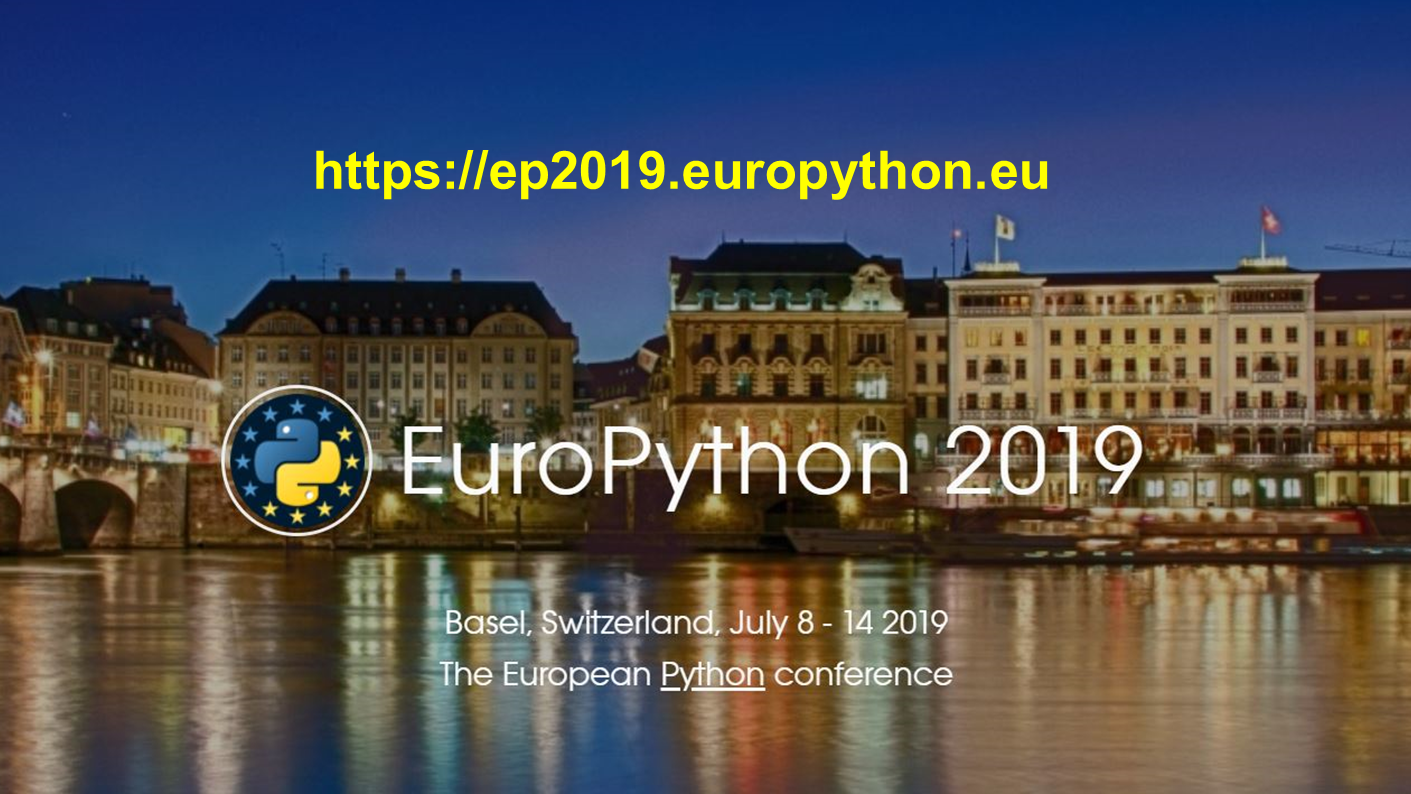 https://ep2019.europython.eu
EuroPython 2019
Basel, Switzerland, July 8 - 14 2019
The European Python conference